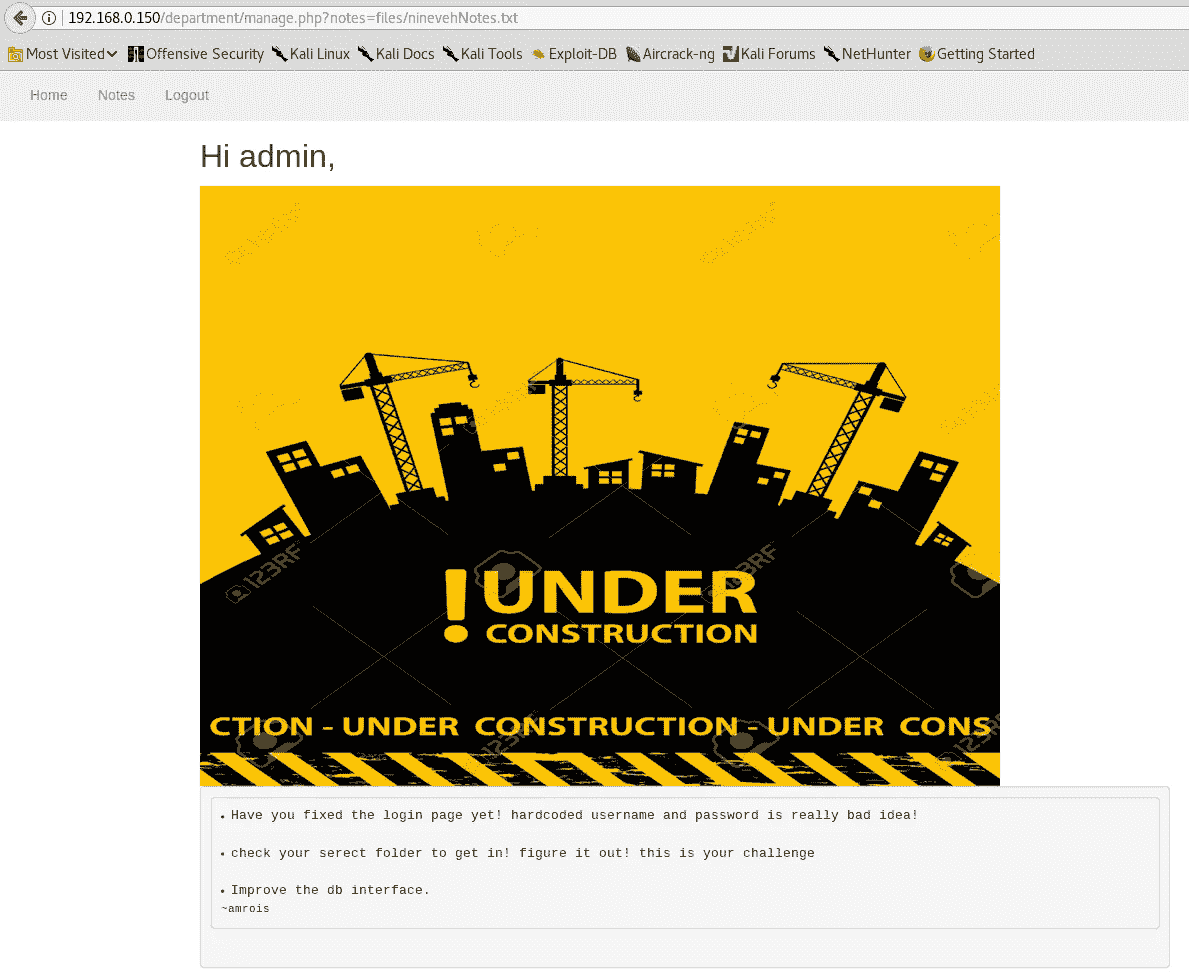 192.168.0.150/department/manage.php?notes=files/ninevehNotes.txt
Most Visited Offensive Security Kali Linux Kali Docs Kali Tools Exploit-DB Aircrack-ng Kali Forums NetHunter Getting Started
Home Notes Logout
Hi admin,
123RF 123RF
! UNDER
CONSTRUCTION
CTION - UNDER CONSTRUCTION - UNDER CONS
• Have you fixed the login page yet! hardcoded username and password is really bad idea!
• check your serect folder to get in! figure it out! this is your challenge
• Improve the db interface.
~amrois